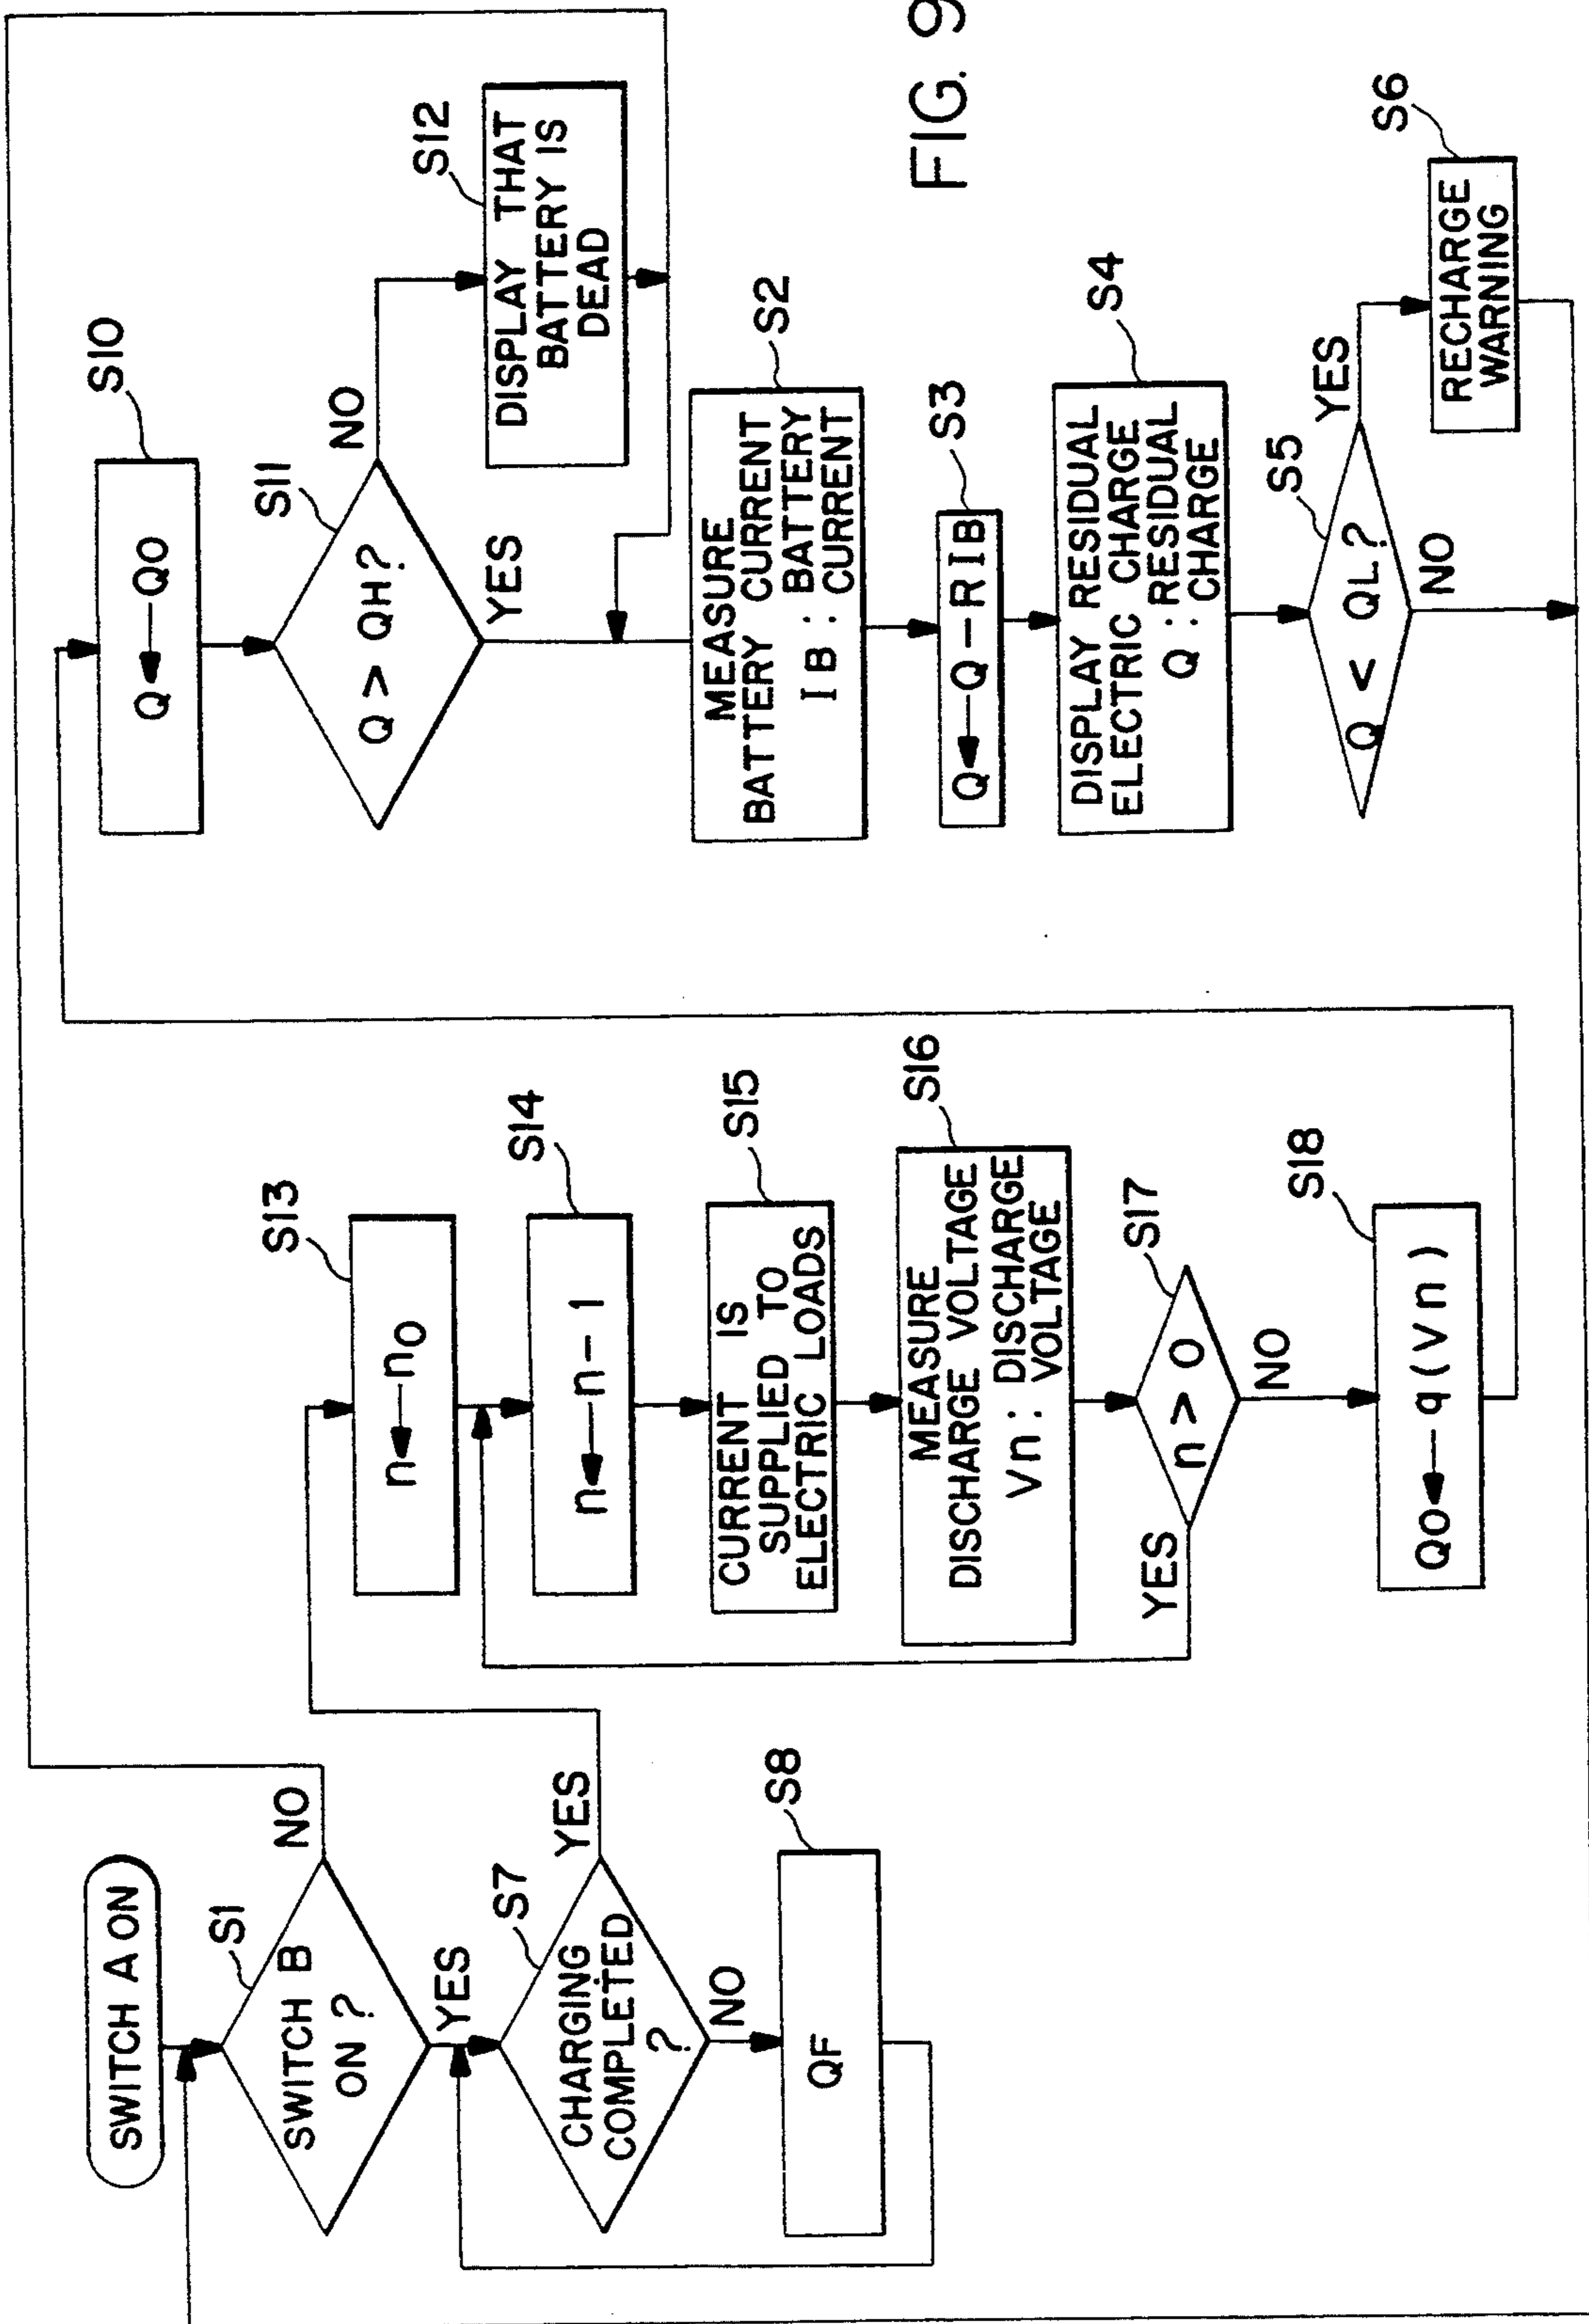 SWITCH A ON
S1
SWITCH B
ON ?
NO
YES
S7
CHARGING
COMPLETED
?
YES
NO
S8
QF
S13
n ← n0
S14
n ← n - 1
S15
CURRENT IS
SUPPLIED TO
ELECTRIC LOADS
S16
MEASURE
DISCHARGE VOLTAGE
Vn : DISCHARGE
VOLTAGE
S17
n > 0
YES
NO
S18
Q0 ← q ( V n )
S10
Q ← Q0
S11
Q > QH ?
NO
YES
S12
DISPLAY THAT
BATTERY IS
DEAD
S2
MEASURE
BATTERY CURRENT
IB : BATTERY
CURRENT
S3
Q ← Q - R IB
S4
DISPLAY RESIDUAL
ELECTRIC CHARGE
Q : RESIDUAL
CHARGE
S5
Q < QL ?
YES
NO
S6
RECHARGE
WARNING
FIG. 9